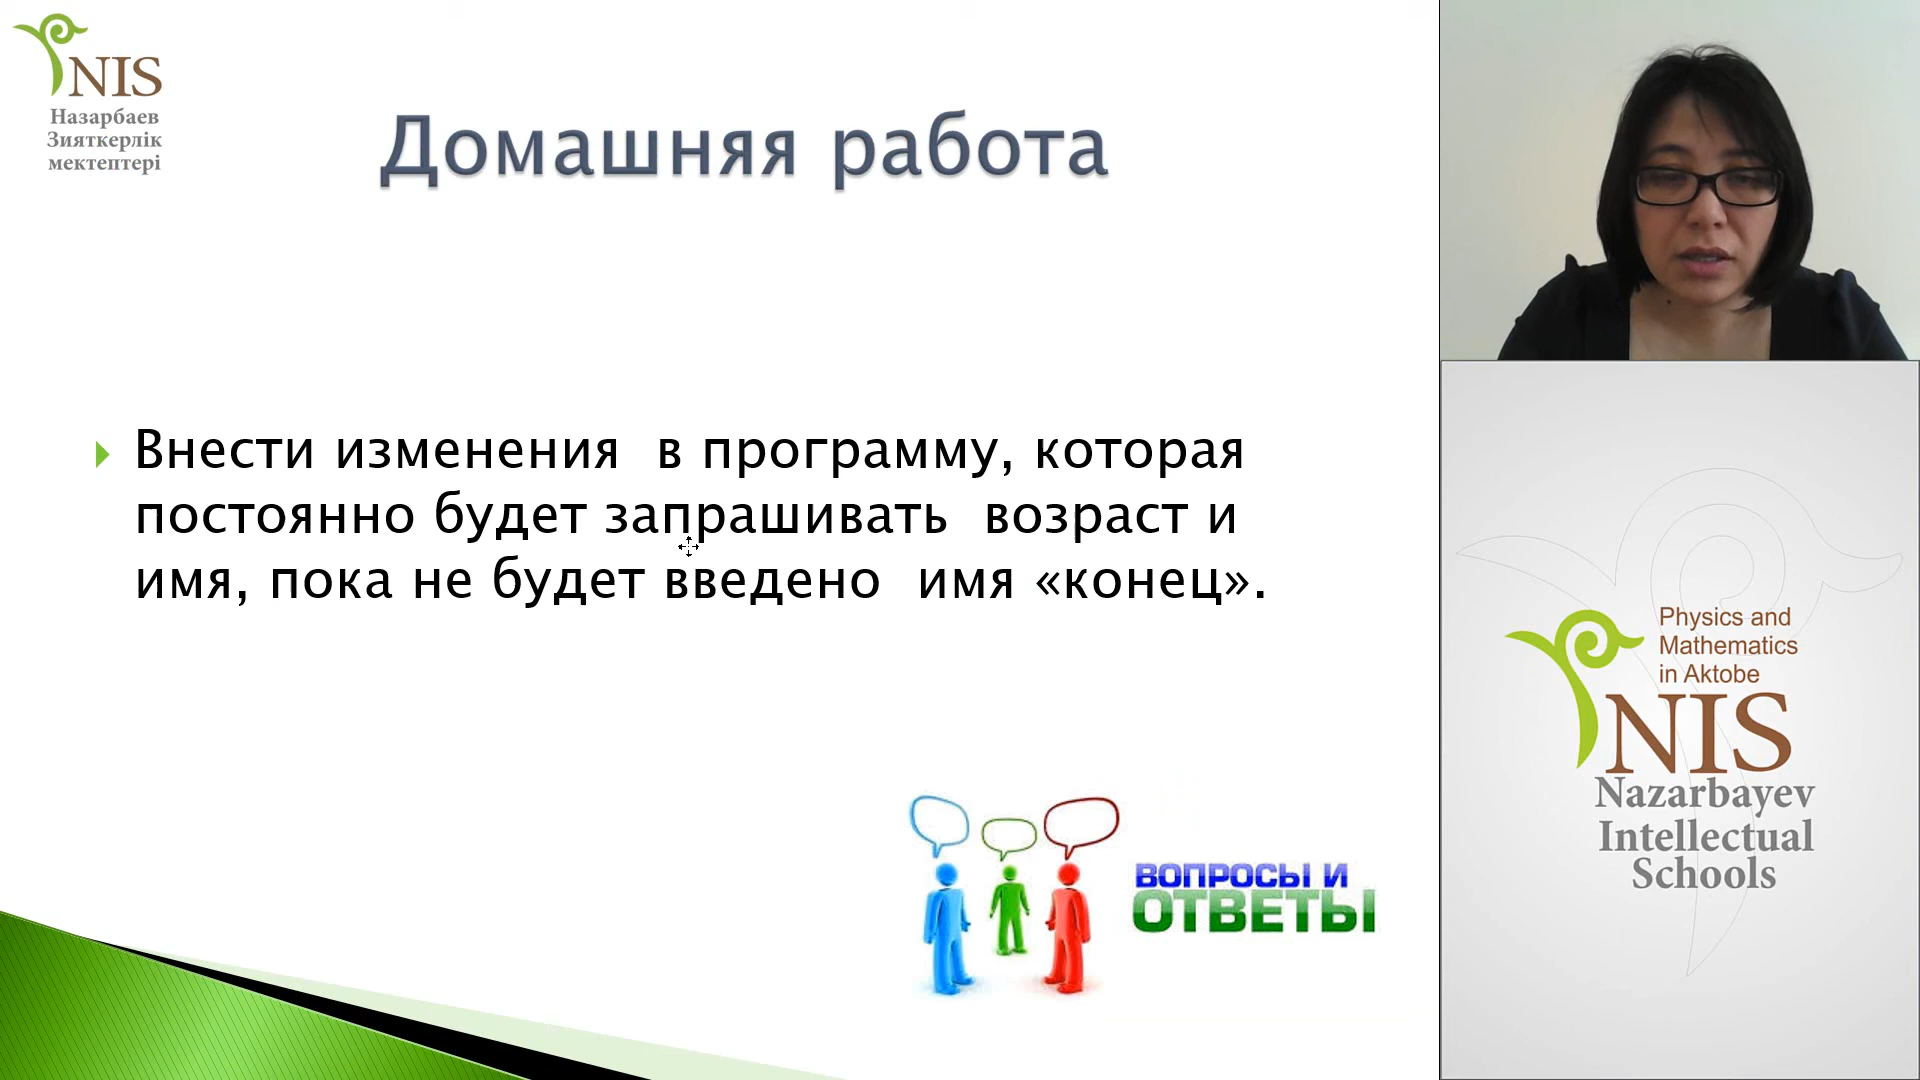 NIS
Назарбаев
Зияткерлік
мектептері
Домашняя работа
Внести изменения в программу, которая
постоянно будет запрашивать возраст и
имя, пока не будет введено имя «конец».
ВОПРОСЫ И
ОТВЕТЫ
Physics and
Mathematics
in Aktobe
NIS
Nazarbayev
Intellectual
Schools